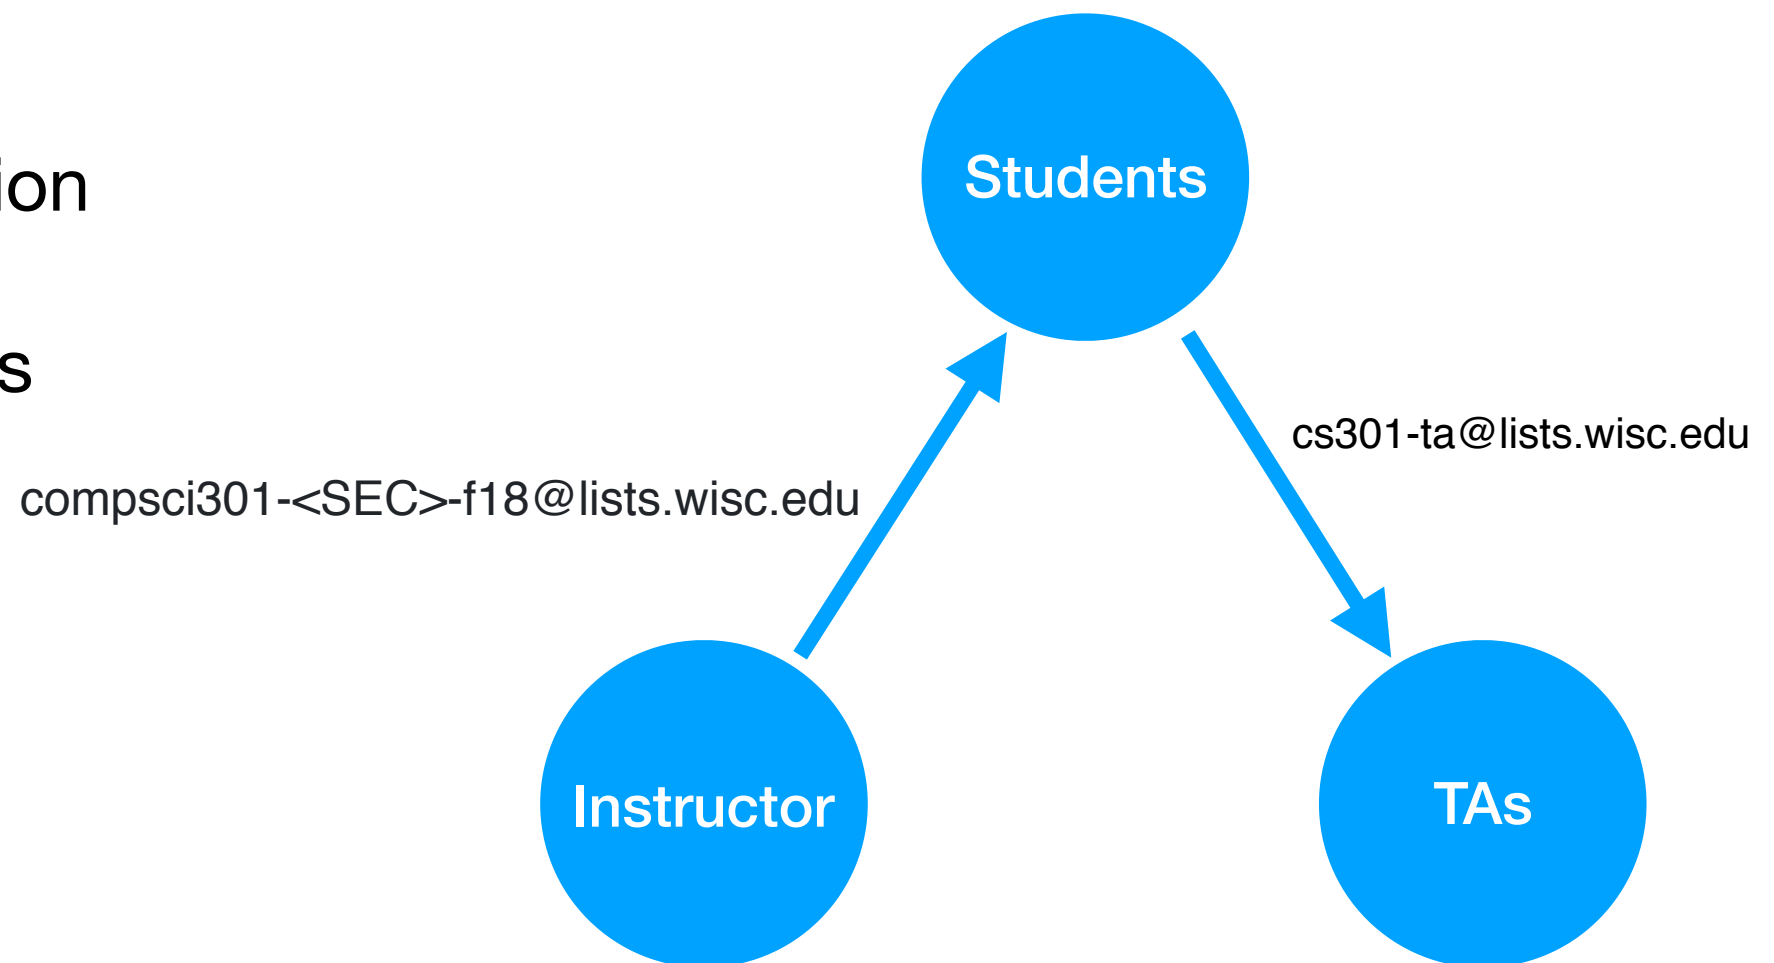 Students
ion
s
cs301-ta@lists.wisc.edu
compsci301-<SEC>-f18@lists.wisc.edu
Instructor
TAs